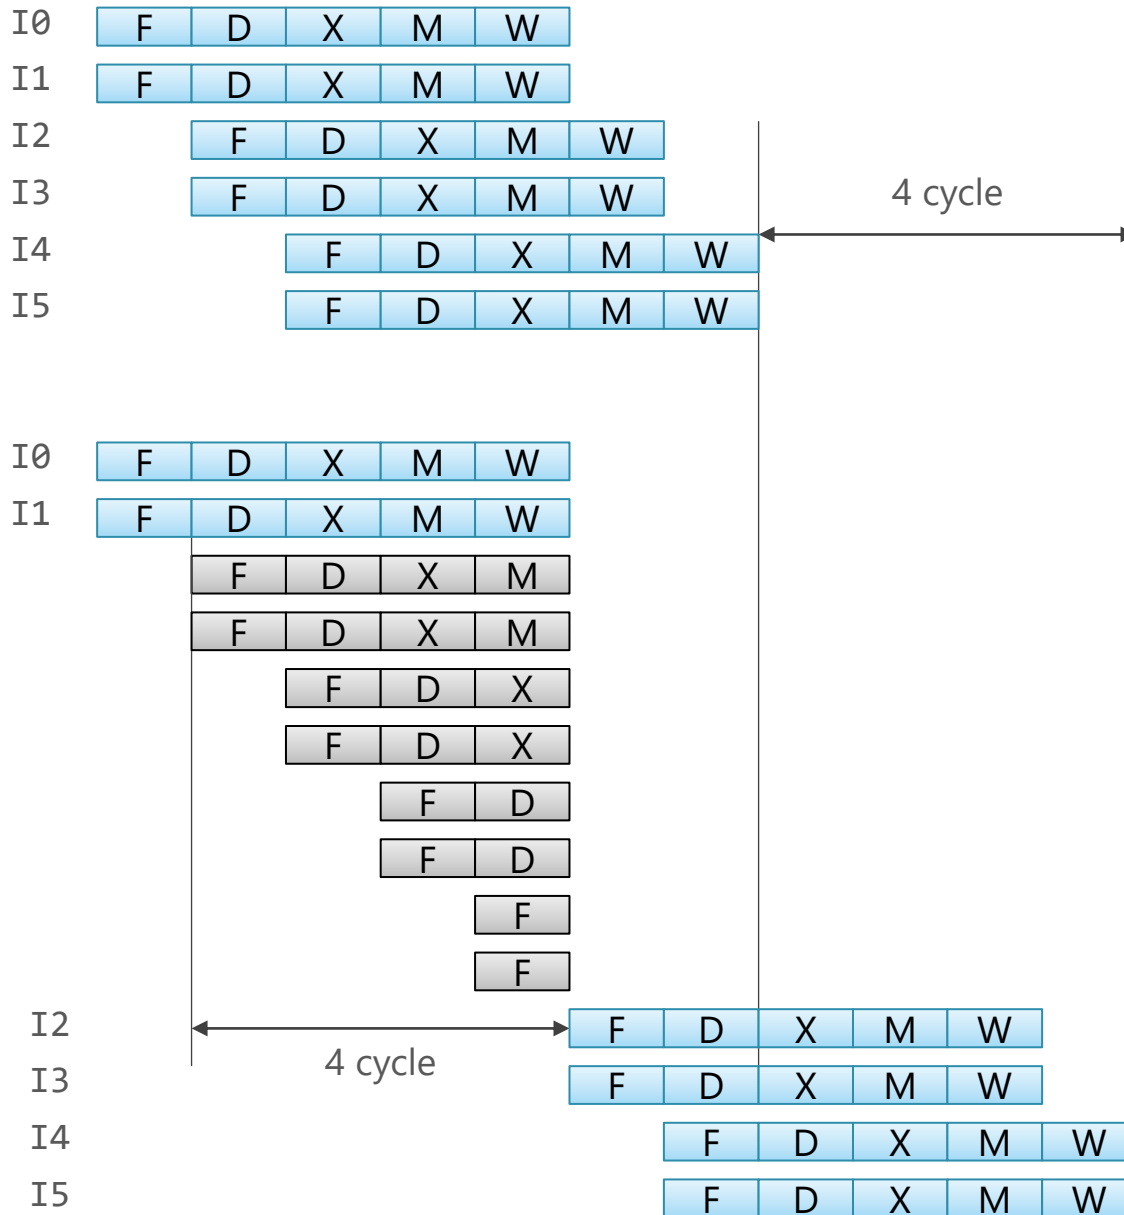 I0 F D X M W
I1 F D X M W
I2 F D X M W
I3 F D X M W
4 cycle
I4 F D X M W
I5 F D X M W
I0 F D X M W
I1 F D X M W
F D X M
F D X M
F D X
F D X
F D
F D
F
F
I2 F D X M W
4 cycle
I3 F D X M W
I4 F D X M W
I5 F D X M W